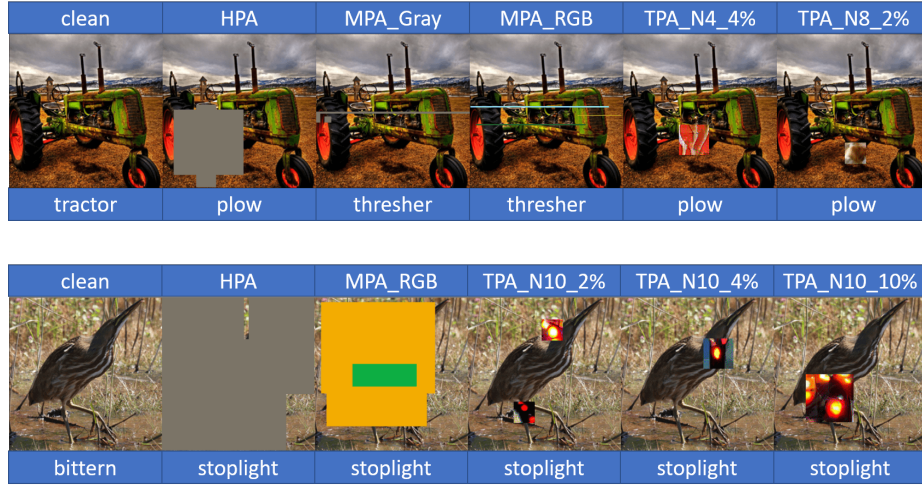 clean HPA MPA_Gray MPA_RGB TPA_N4_4% TPA_N8_2%
tractor plow thresher thresher plow plow
clean HPA MPA_RGB TPA_N10_2% TPA_N10_4% TPA_N10_10%
bittern stoplight stoplight stoplight stoplight stoplight